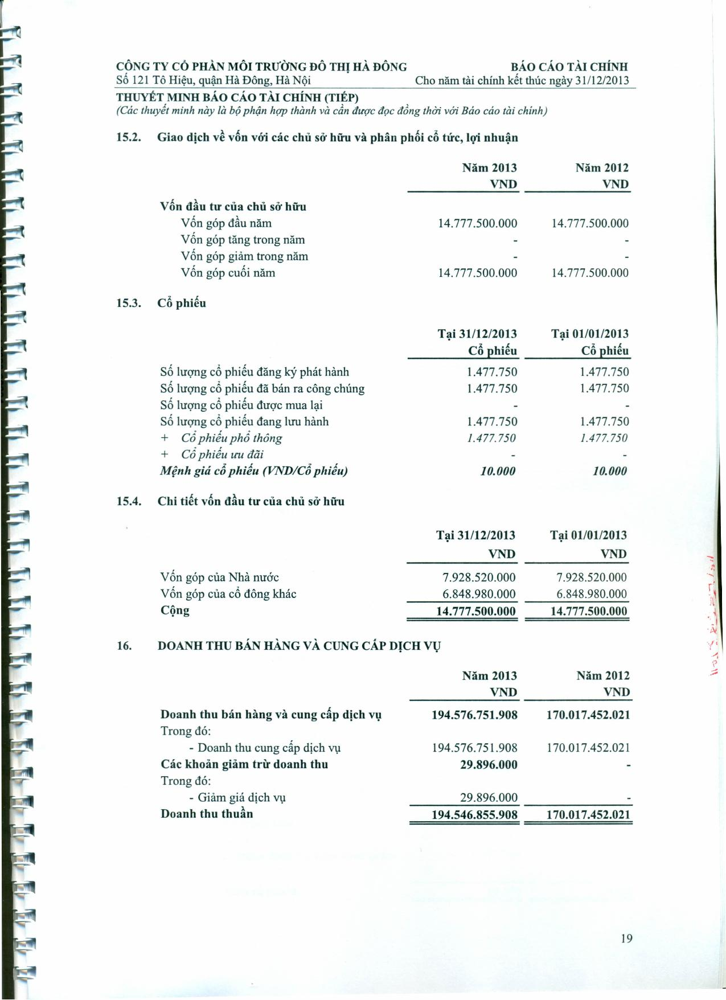 CÔNG TY CỔ PHẦN MÔI TRƯỜNG ĐÔ THỊ HÀ ĐÔNG BÁO CÁO TÀI CHÍNH
Số 121 Tô Hiệu, quận Hà Đông, Hà Nội Cho năm tài chính kết thúc ngày 31/12/2013
THUYẾT MINH BÁO CÁO TÀI CHÍNH (TIẾP)
(Các thuyết minh này là bộ phận hợp thành và cần được đọc đồng thời với Báo cáo tài chính)
15.2. Giao dịch về vốn với các chủ sở hữu và phân phối cổ tức, lợi nhuận
Năm 2013 Năm 2012
VND VND
Vốn đầu tư của chủ sở hữu
Vốn góp đầu năm 14.777.500.000 14.777.500.000
Vốn góp tăng trong năm - -
Vốn góp giảm trong năm - -
Vốn góp cuối năm 14.777.500.000 14.777.500.000
15.3. Cổ phiếu
Tại 31/12/2013 Tại 01/01/2013
Cổ phiếu Cổ phiếu
Số lượng cổ phiếu đăng ký phát hành 1.477.750 1.477.750
Số lượng cổ phiếu đã bán ra công chúng 1.477.750 1.477.750
Số lượng cổ phiếu được mua lại - -
Số lượng cổ phiếu đang lưu hành 1.477.750 1.477.750
+ Cổ phiếu phổ thông 1.477.750 1.477.750
+ Cổ phiếu ưu đãi - -
Mệnh giá cổ phiếu (VND/Cổ phiếu) 10.000 10.000
15.4. Chi tiết vốn đầu tư của chủ sở hữu
Tại 31/12/2013 Tại 01/01/2013
VND VND
Vốn góp của Nhà nước 7.928.520.000 7.928.520.000
Vốn góp của cổ đông khác 6.848.980.000 6.848.980.000
Cộng 14.777.500.000 14.777.500.000
16. DOANH THU BÁN HÀNG VÀ CUNG CẤP DỊCH VỤ
Năm 2013 Năm 2012
VND VND
Doanh thu bán hàng và cung cấp dịch vụ 194.576.751.908 170.017.452.021
Trong đó:
- Doanh thu cung cấp dịch vụ 194.576.751.908 170.017.452.021
Các khoản giảm trừ doanh thu 29.896.000 -
Trong đó:
- Giảm giá dịch vụ 29.896.000 -
Doanh thu thuần 194.546.855.908 170.017.452.021
19